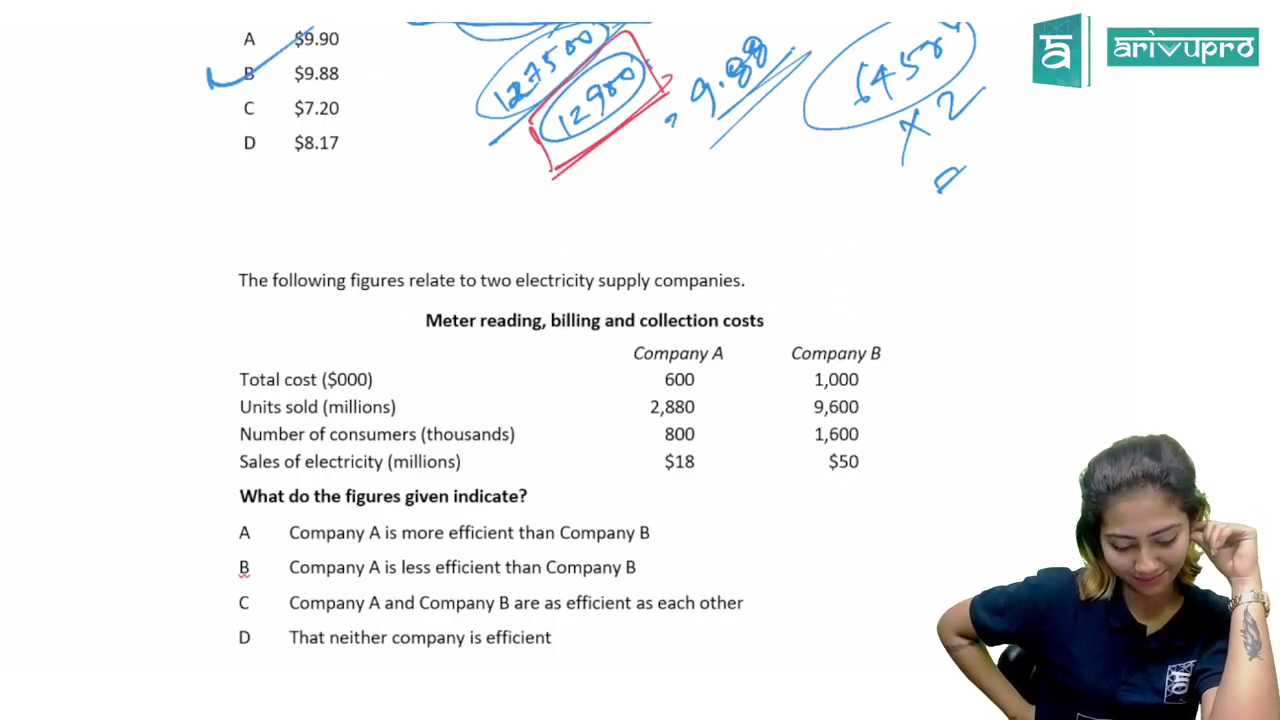 A $9.90
B $9.88
C $7.20
D $8.17
127500
12900
9.88
x 2
arivupro
The following figures relate to two electricity supply companies.
Meter reading, billing and collection costs
Company A Company B
Total cost ($000) 600 1,000
Units sold (millions) 2,880 9,600
Number of consumers (thousands) 800 1,600
Sales of electricity (millions) $18 $50
What do the figures given indicate?
A Company A is more efficient than Company B
B Company A is less efficient than Company B
C Company A and Company B are as efficient as each other
D That neither company is efficient